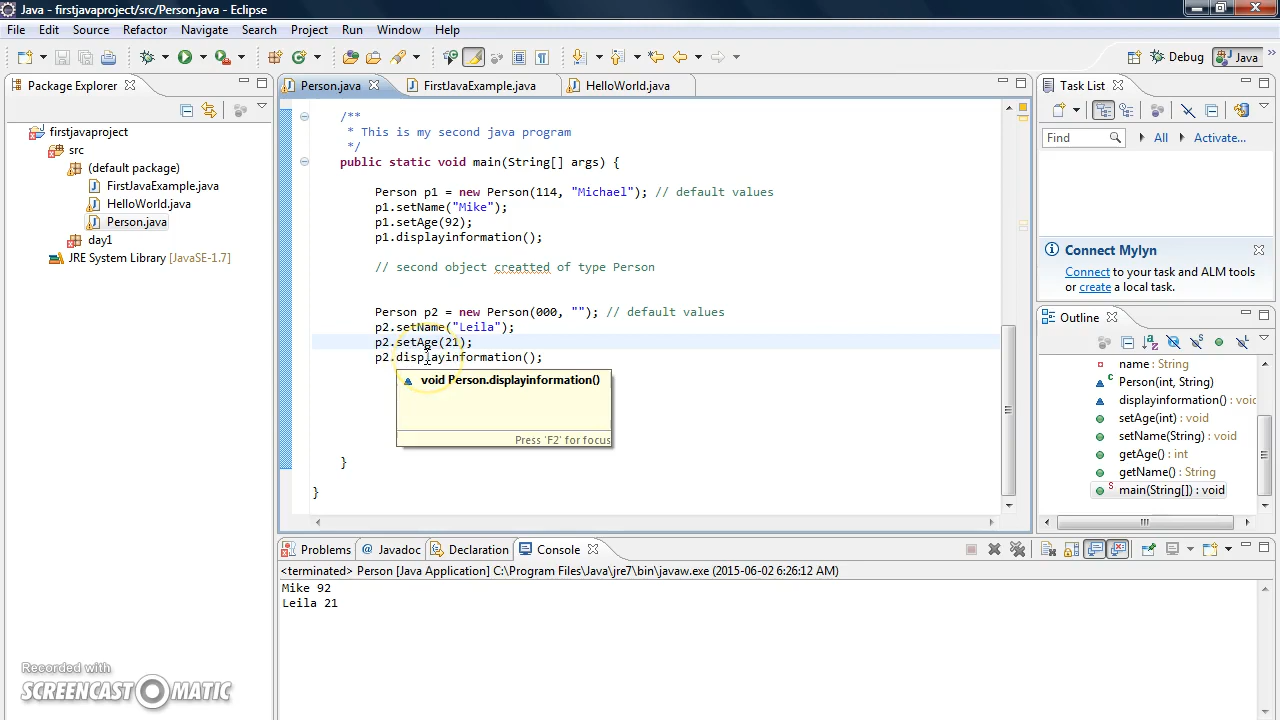 Java - firstjavaproject/src/Person.java - Eclipse
File Edit Source Refactor Navigate Search Project Run Window Help
Debug Java
Package Explorer
firstjavaproject
src
(default package)
FirstJavaExample.java
HelloWorld.java
Person.java
day1
JRE System Library [JavaSE-1.7]
Person.java FirstJavaExample.java HelloWorld.java
/**
* This is my second java program
*/
public static void main(String[] args) {
Person p1 = new Person(114, "Michael"); // default values
p1.setName("Mike");
p1.setAge(92);
p1.displayinformation();
// second object creatted of type Person
Person p2 = new Person(000, ""); // default values
p2.setName("Leila");
p2.setAge(21);
p2.displayinformation();
void Person.displayinformation()
Press 'F2' for focus
}
}
Task List
Find All Activate...
Connect Mylyn
Connect to your task and ALM tools
or create a local task.
Outline
name : String
Person(int, String)
displayinformation() : voic
setAge(int) : void
setName(String) : void
getAge() : int
getName() : String
main(String[]) : void
Problems Javadoc Declaration Console
<terminated> Person [Java Application] C:\Program Files\Java\jre7\bin\javaw.exe (2015-06-02 6:26:12 AM)
Mike 92
Leila 21
Recorded with
SCREENCAST-O-MATIC